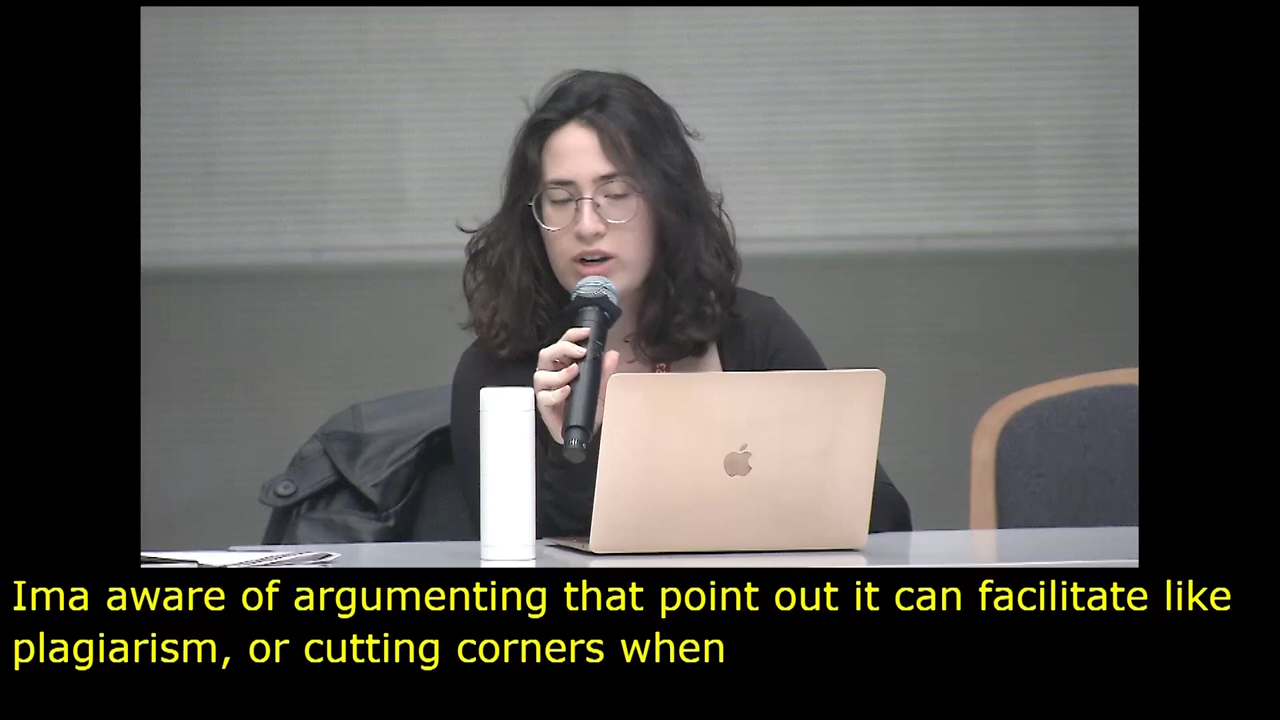 Ima aware of argumenting that point out it can facilitate like
plagiarism, or cutting corners when